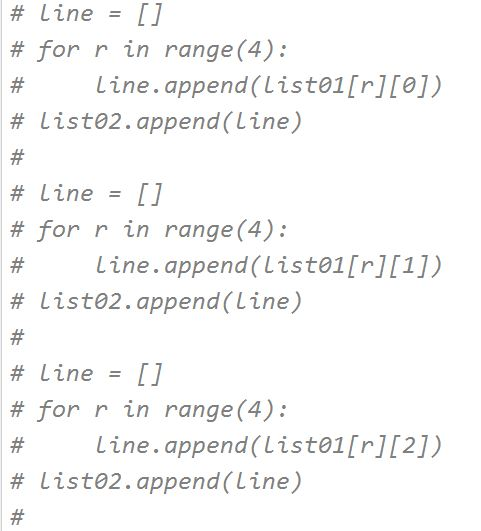 # line = []
# for r in range(4):
#     line.append(list01[r][0])
# list02.append(line)
#
# line = []
# for r in range(4):
#     line.append(list01[r][1])
# list02.append(line)
#
# line = []
# for r in range(4):
#     line.append(list01[r][2])
# list02.append(line)
#